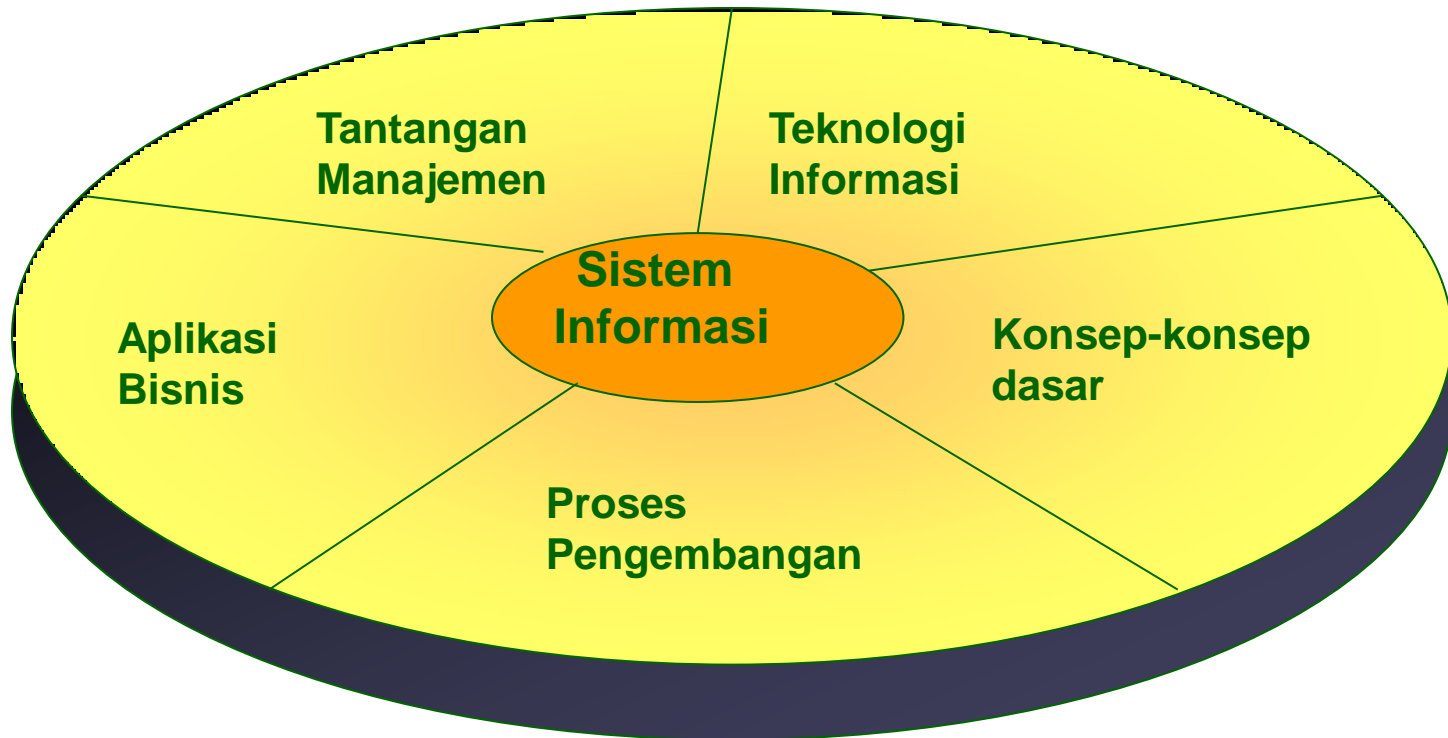 Tantangan
Manajemen
Teknologi
Informasi
Sistem
Informasi
Aplikasi
Bisnis
Konsep-konsep
dasar
Proses
Pengembangan